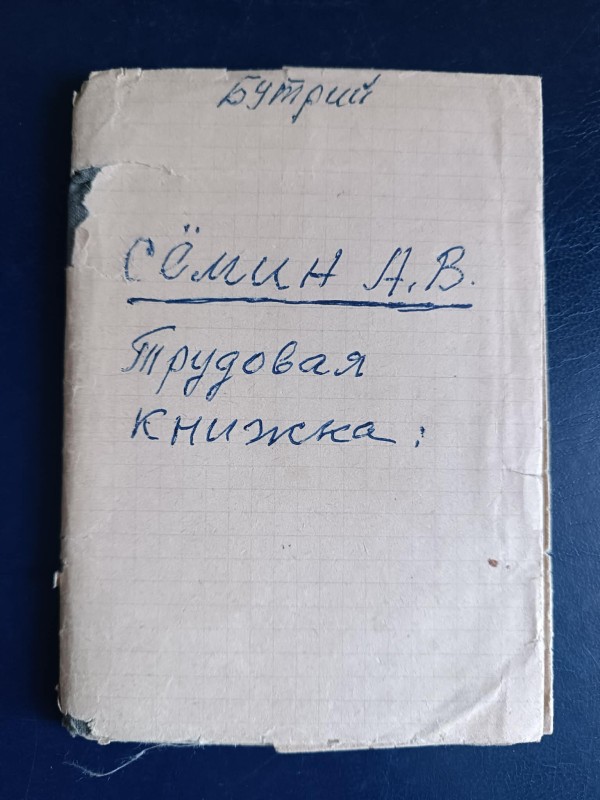 Бутрий
Сёмин А.В.
Трудовая
книжка: